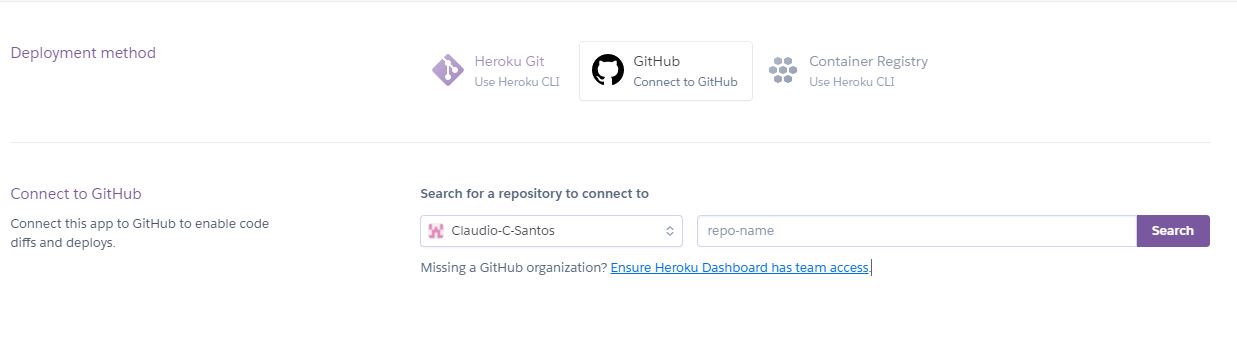 Deployment method
Heroku Git
Use Heroku CLI
GitHub
Connect to GitHub
Container Registry
Use Heroku CLI
Connect to GitHub
Connect this app to GitHub to enable code
diffs and deploys.
Search for a repository to connect to
Claudio-C-Santos
repo-name
Search
Missing a GitHub organization? Ensure Heroku Dashboard has team access.